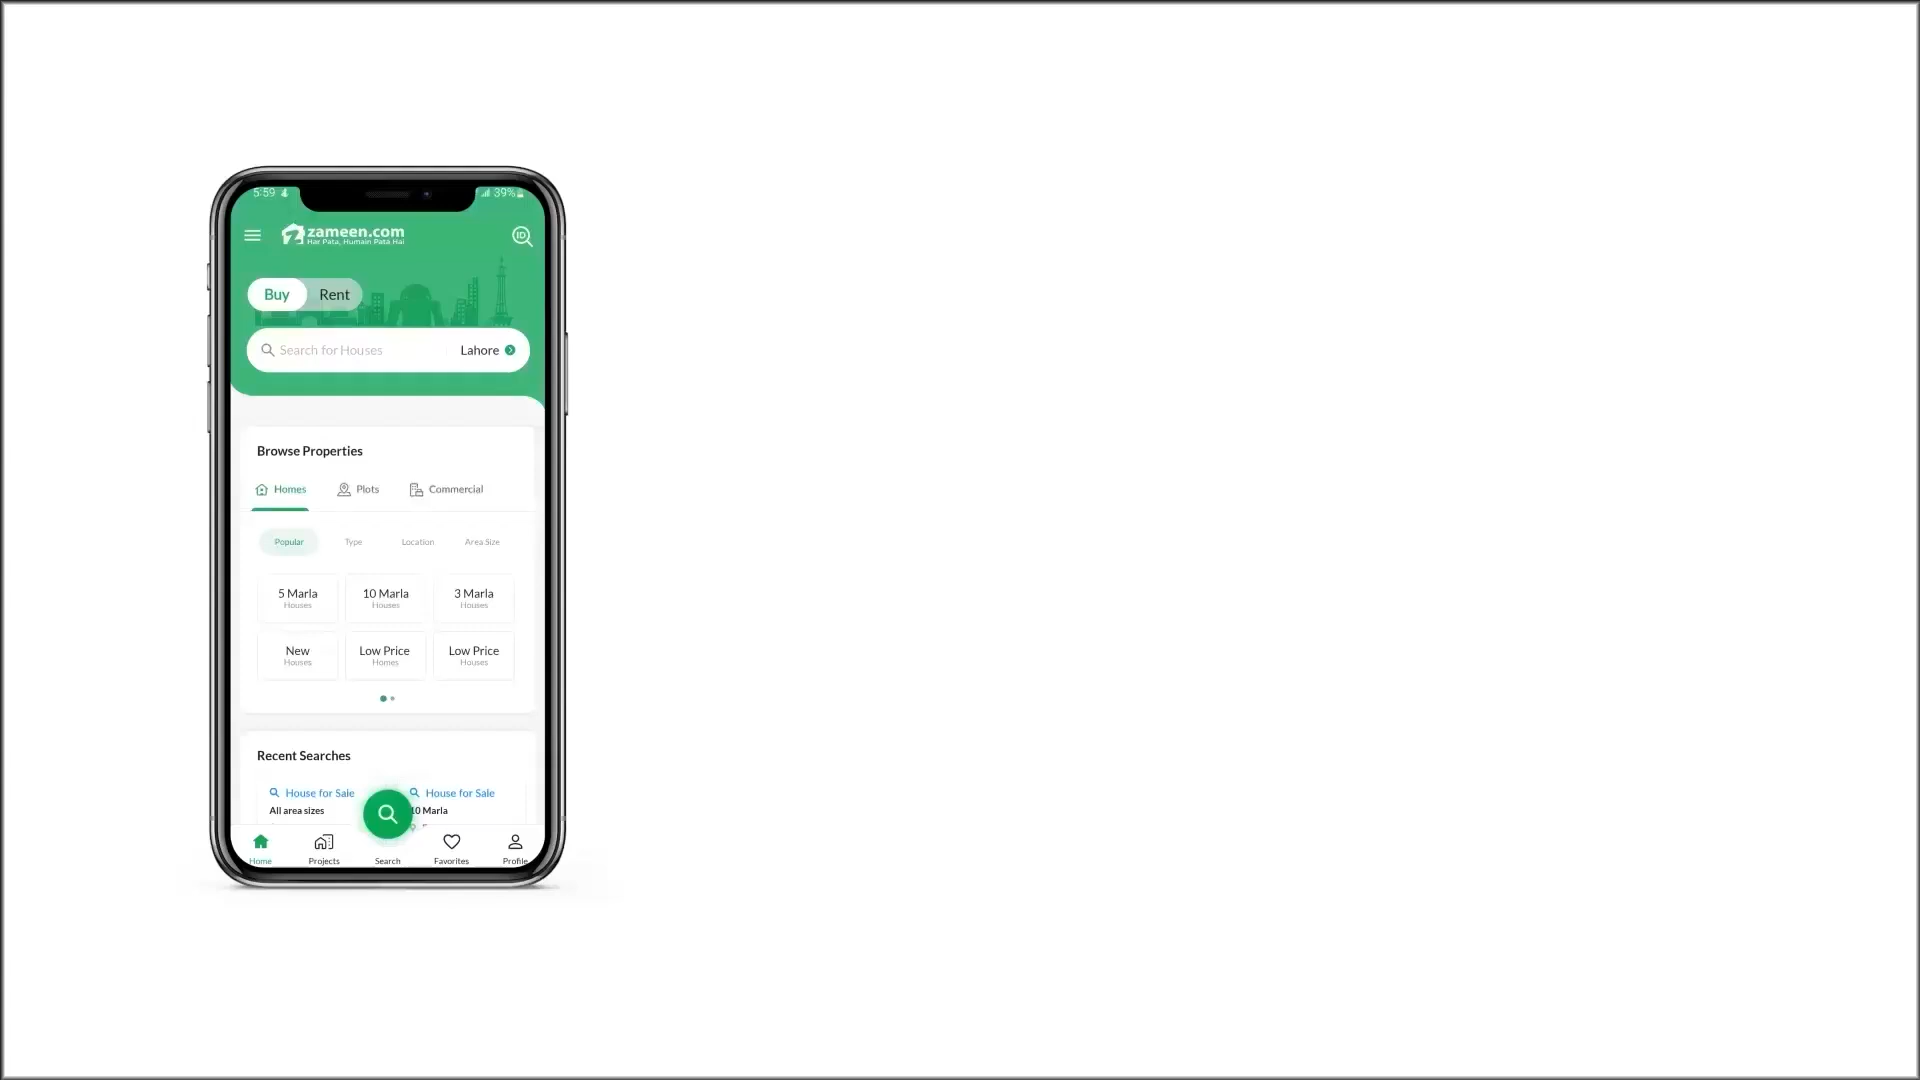 5:59 39%
zameen.com
Har Pata, Humain Pata Hai
ID
Buy Rent
Search for Houses Lahore
Browse Properties
Homes Plots Commercial
Popular Type Location Area Size
5 Marla 10 Marla 3 Marla
Houses Houses Houses
New Low Price Low Price
Houses Homes Houses
Recent Searches
House for Sale House for Sale
All area sizes 10 Marla
Home Projects Search Favorites Profile